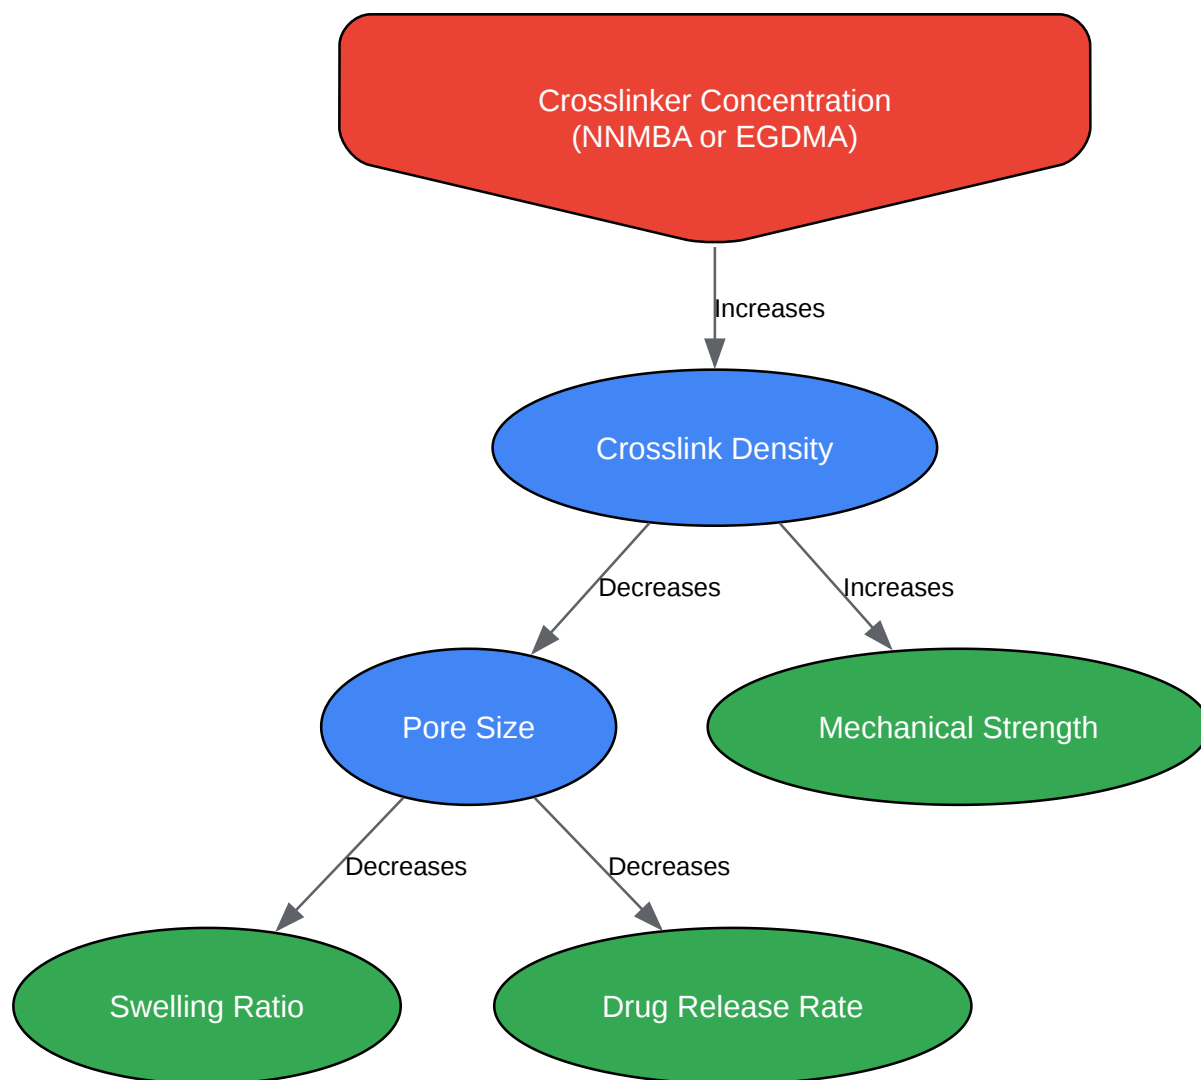 Crosslinker Concentration
(NNMBA or EGDMA)
Increases
Crosslink Density
Decreases
Increases
Pore Size
Mechanical Strength
Decreases
Decreases
Swelling Ratio
Drug Release Rate